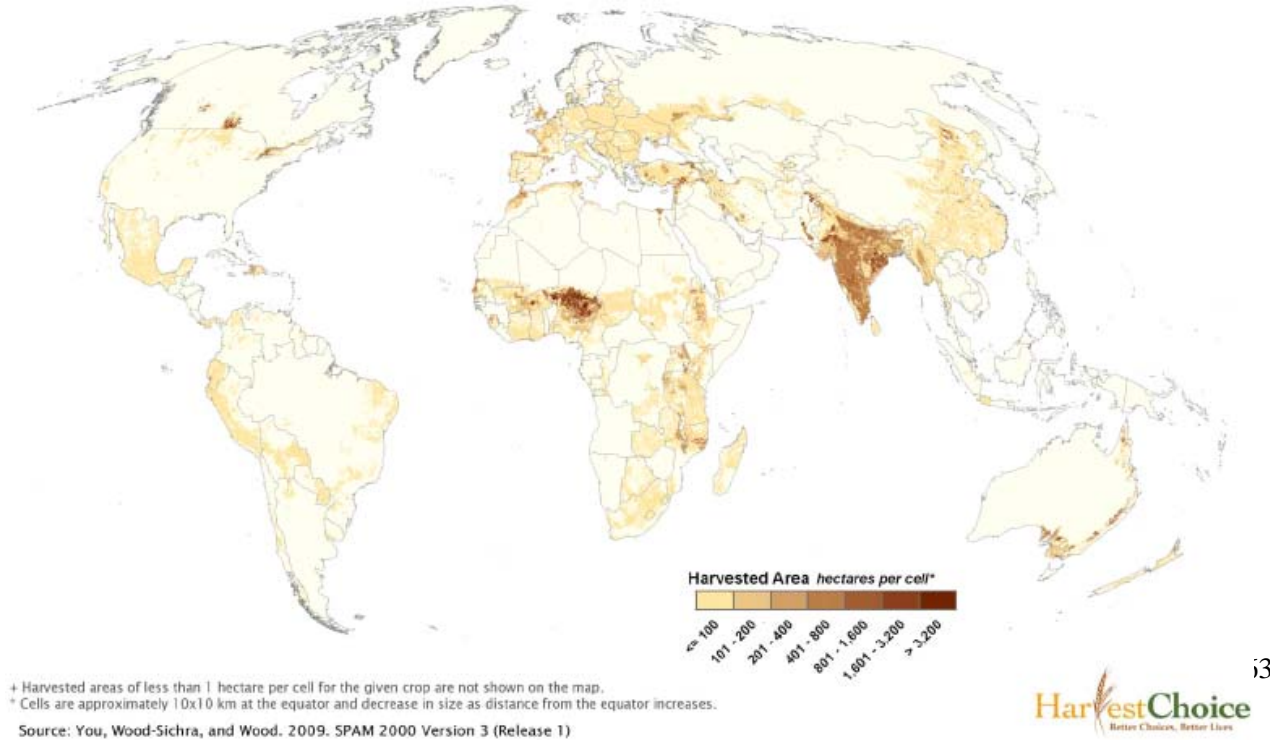 Harvested Area hectares per cell*
<= 100
101 - 200
201 - 400
401 - 800
801 - 1,600
1,601 - 3,200
> 3,200
+ Harvested areas of less than 1 hectare per cell for the given crop are not shown on the map.
* Cells are approximately 10x10 km at the equator and decrease in size as distance from the equator increases.
Source: You, Wood-Sichra, and Wood. 2009. SPAM 2000 Version 3 (Release 1)
HarvestChoice
Better Choices, Better Lives